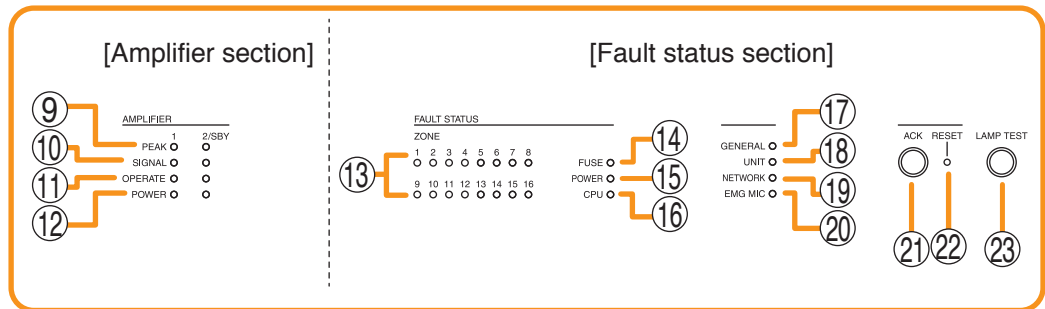 [Amplifier section]
[Fault status section]
AMPLIFIER
1 2/SBY
PEAK
SIGNAL
OPERATE
POWER
9
10
11
12
FAULT STATUS
ZONE
1 2 3 4 5 6 7 8
9 10 11 12 13 14 15 16
13
FUSE
POWER
CPU
14
15
16
GENERAL
UNIT
NETWORK
EMG MIC
17
18
19
20
ACK RESET LAMP TEST
21 22 23